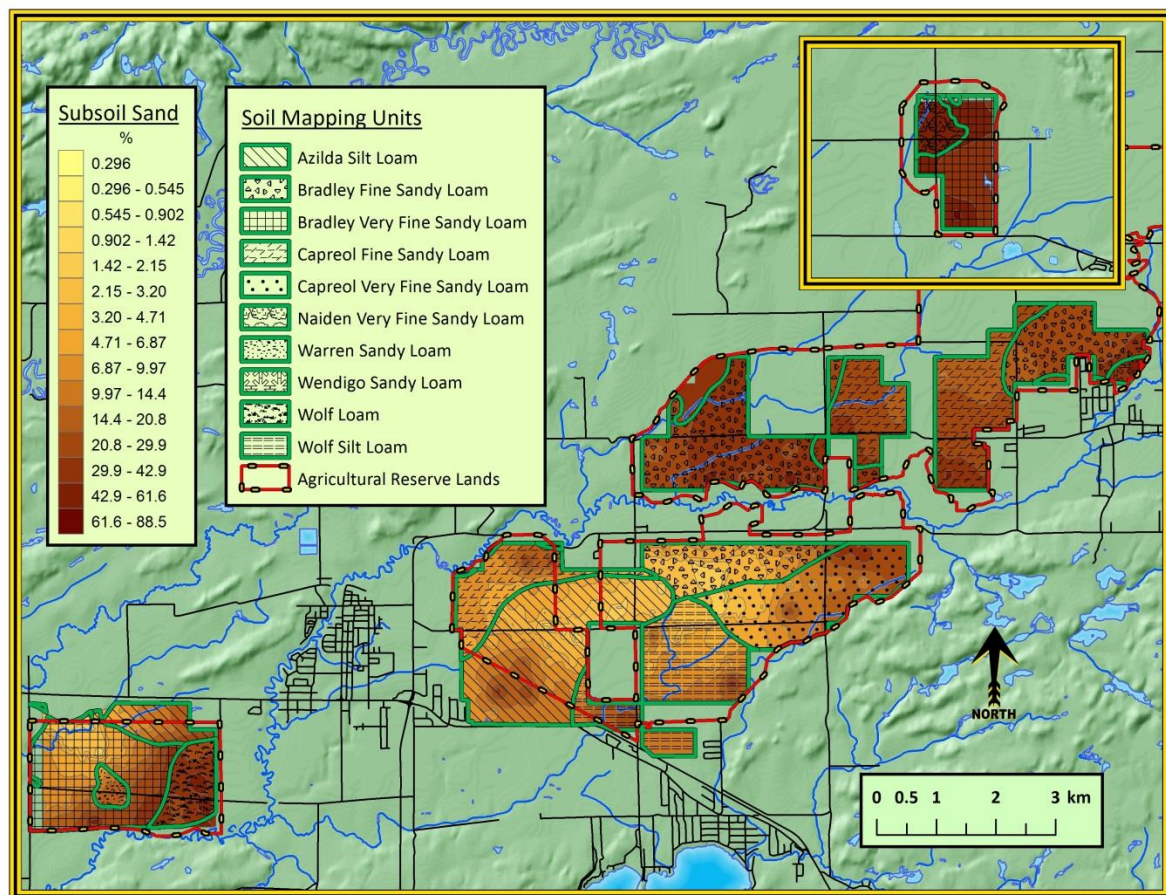 Subsoil Sand
%
0.296
0.296 - 0.545
0.545 - 0.902
0.902 - 1.42
1.42 - 2.15
2.15 - 3.20
3.20 - 4.71
4.71 - 6.87
6.87 - 9.97
9.97 - 14.4
14.4 - 20.8
20.8 - 29.9
29.9 - 42.9
42.9 - 61.6
61.6 - 88.5
Soil Mapping Units
Azilda Silt Loam
Bradley Fine Sandy Loam
Bradley Very Fine Sandy Loam
Capreol Fine Sandy Loam
Capreol Very Fine Sandy Loam
Naiden Very Fine Sandy Loam
Warren Sandy Loam
Wendigo Sandy Loam
Wolf Loam
Wolf Silt Loam
Agricultural Reserve Lands
NORTH
0 0.5 1 2 3 km